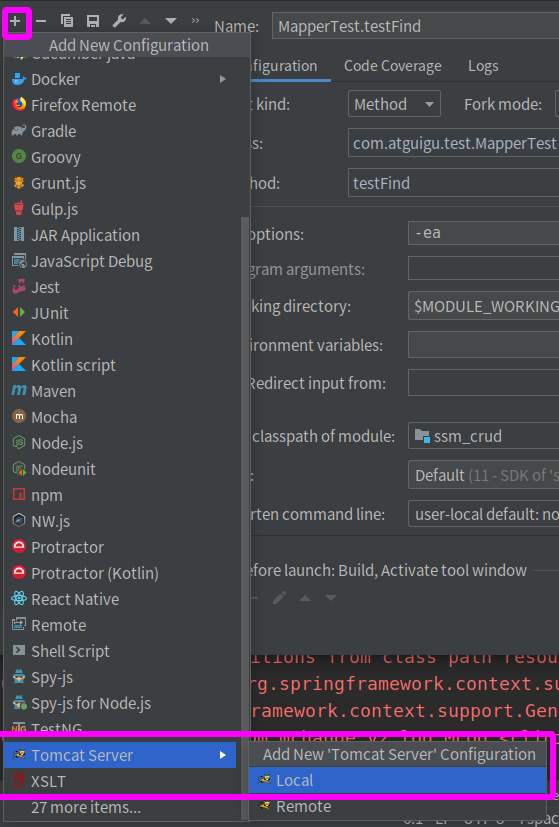 Name: MapperTest.testFind
Add New Configuration
Cucumber java
Docker
Firefox Remote
Gradle
Groovy
Grunt.js
Gulp.js
JAR Application
JavaScript Debug
Jest
JUnit
Kotlin
Kotlin script
Maven
Mocha
Node.js
Nodeunit
npm
NW.js
Protractor
Protractor (Kotlin)
React Native
Remote
Shell Script
Spy-js
Spy-js for Node.js
TestNG
Tomcat Server
XSLT
27 more items...
figuration Code Coverage Logs
kind: Method Fork mode:
s: com.atguigu.test.MapperTest
hod: testFind
options: -ea
gram arguments:
king directory: $MODULE_WORKING
ironment variables:
Redirect input from:
classpath of module: ssm_crud
: Default (11 - SDK of 's
rten command line: user-local default: no
efore launch: Build, Activate tool window
itions from class path resou
rg.springframework.context.su
ramework.context.support.Gen
Add New 'Tomcat Server' Configuration
Local
Remote